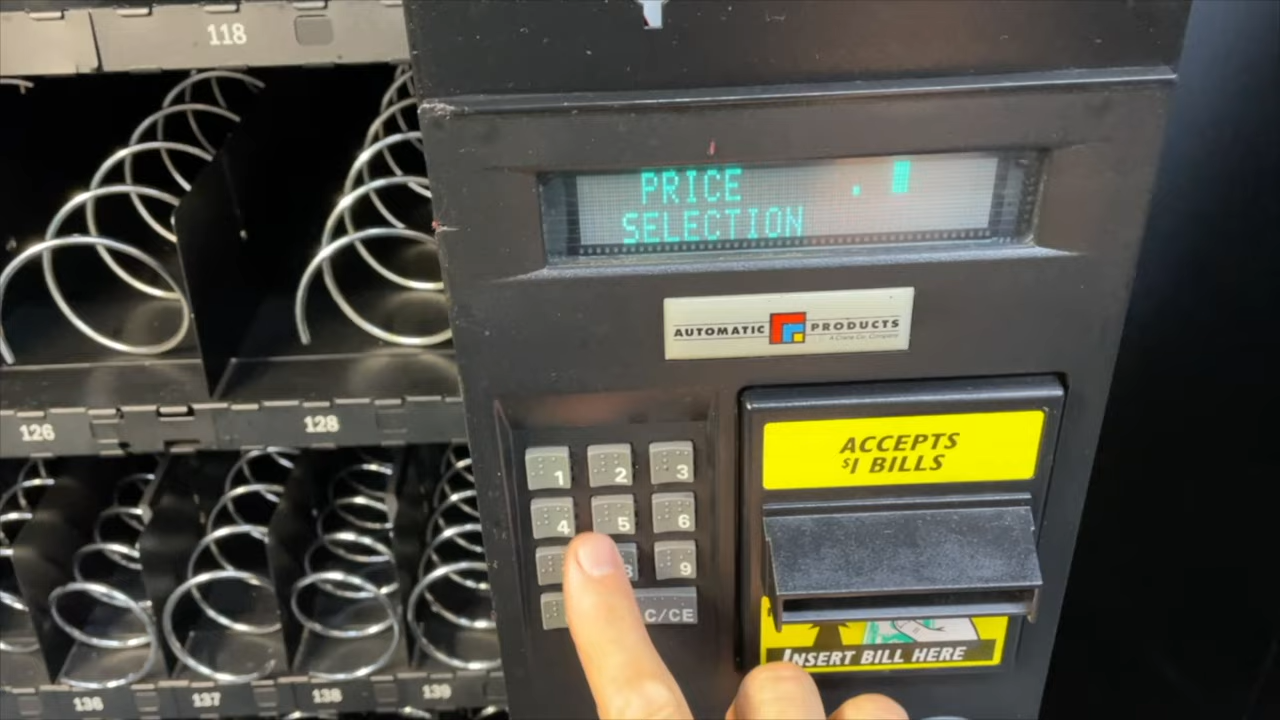 118
PRICE .
SELECTION
AUTOMATIC PRODUCTS
A Crane Co. Company
126
128
1 2 3
4 5 6
8 9
C/CE
ACCEPTS
$1 BILLS
INSERT BILL HERE
136
137
138
139